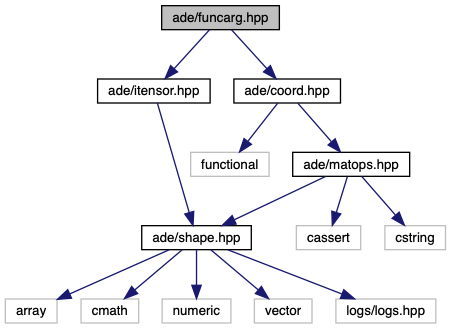 ade/funcarg.hpp
ade/itensor.hpp
ade/coord.hpp
functional
ade/matops.hpp
ade/shape.hpp
cassert
cstring
array
cmath
numeric
vector
logs/logs.hpp